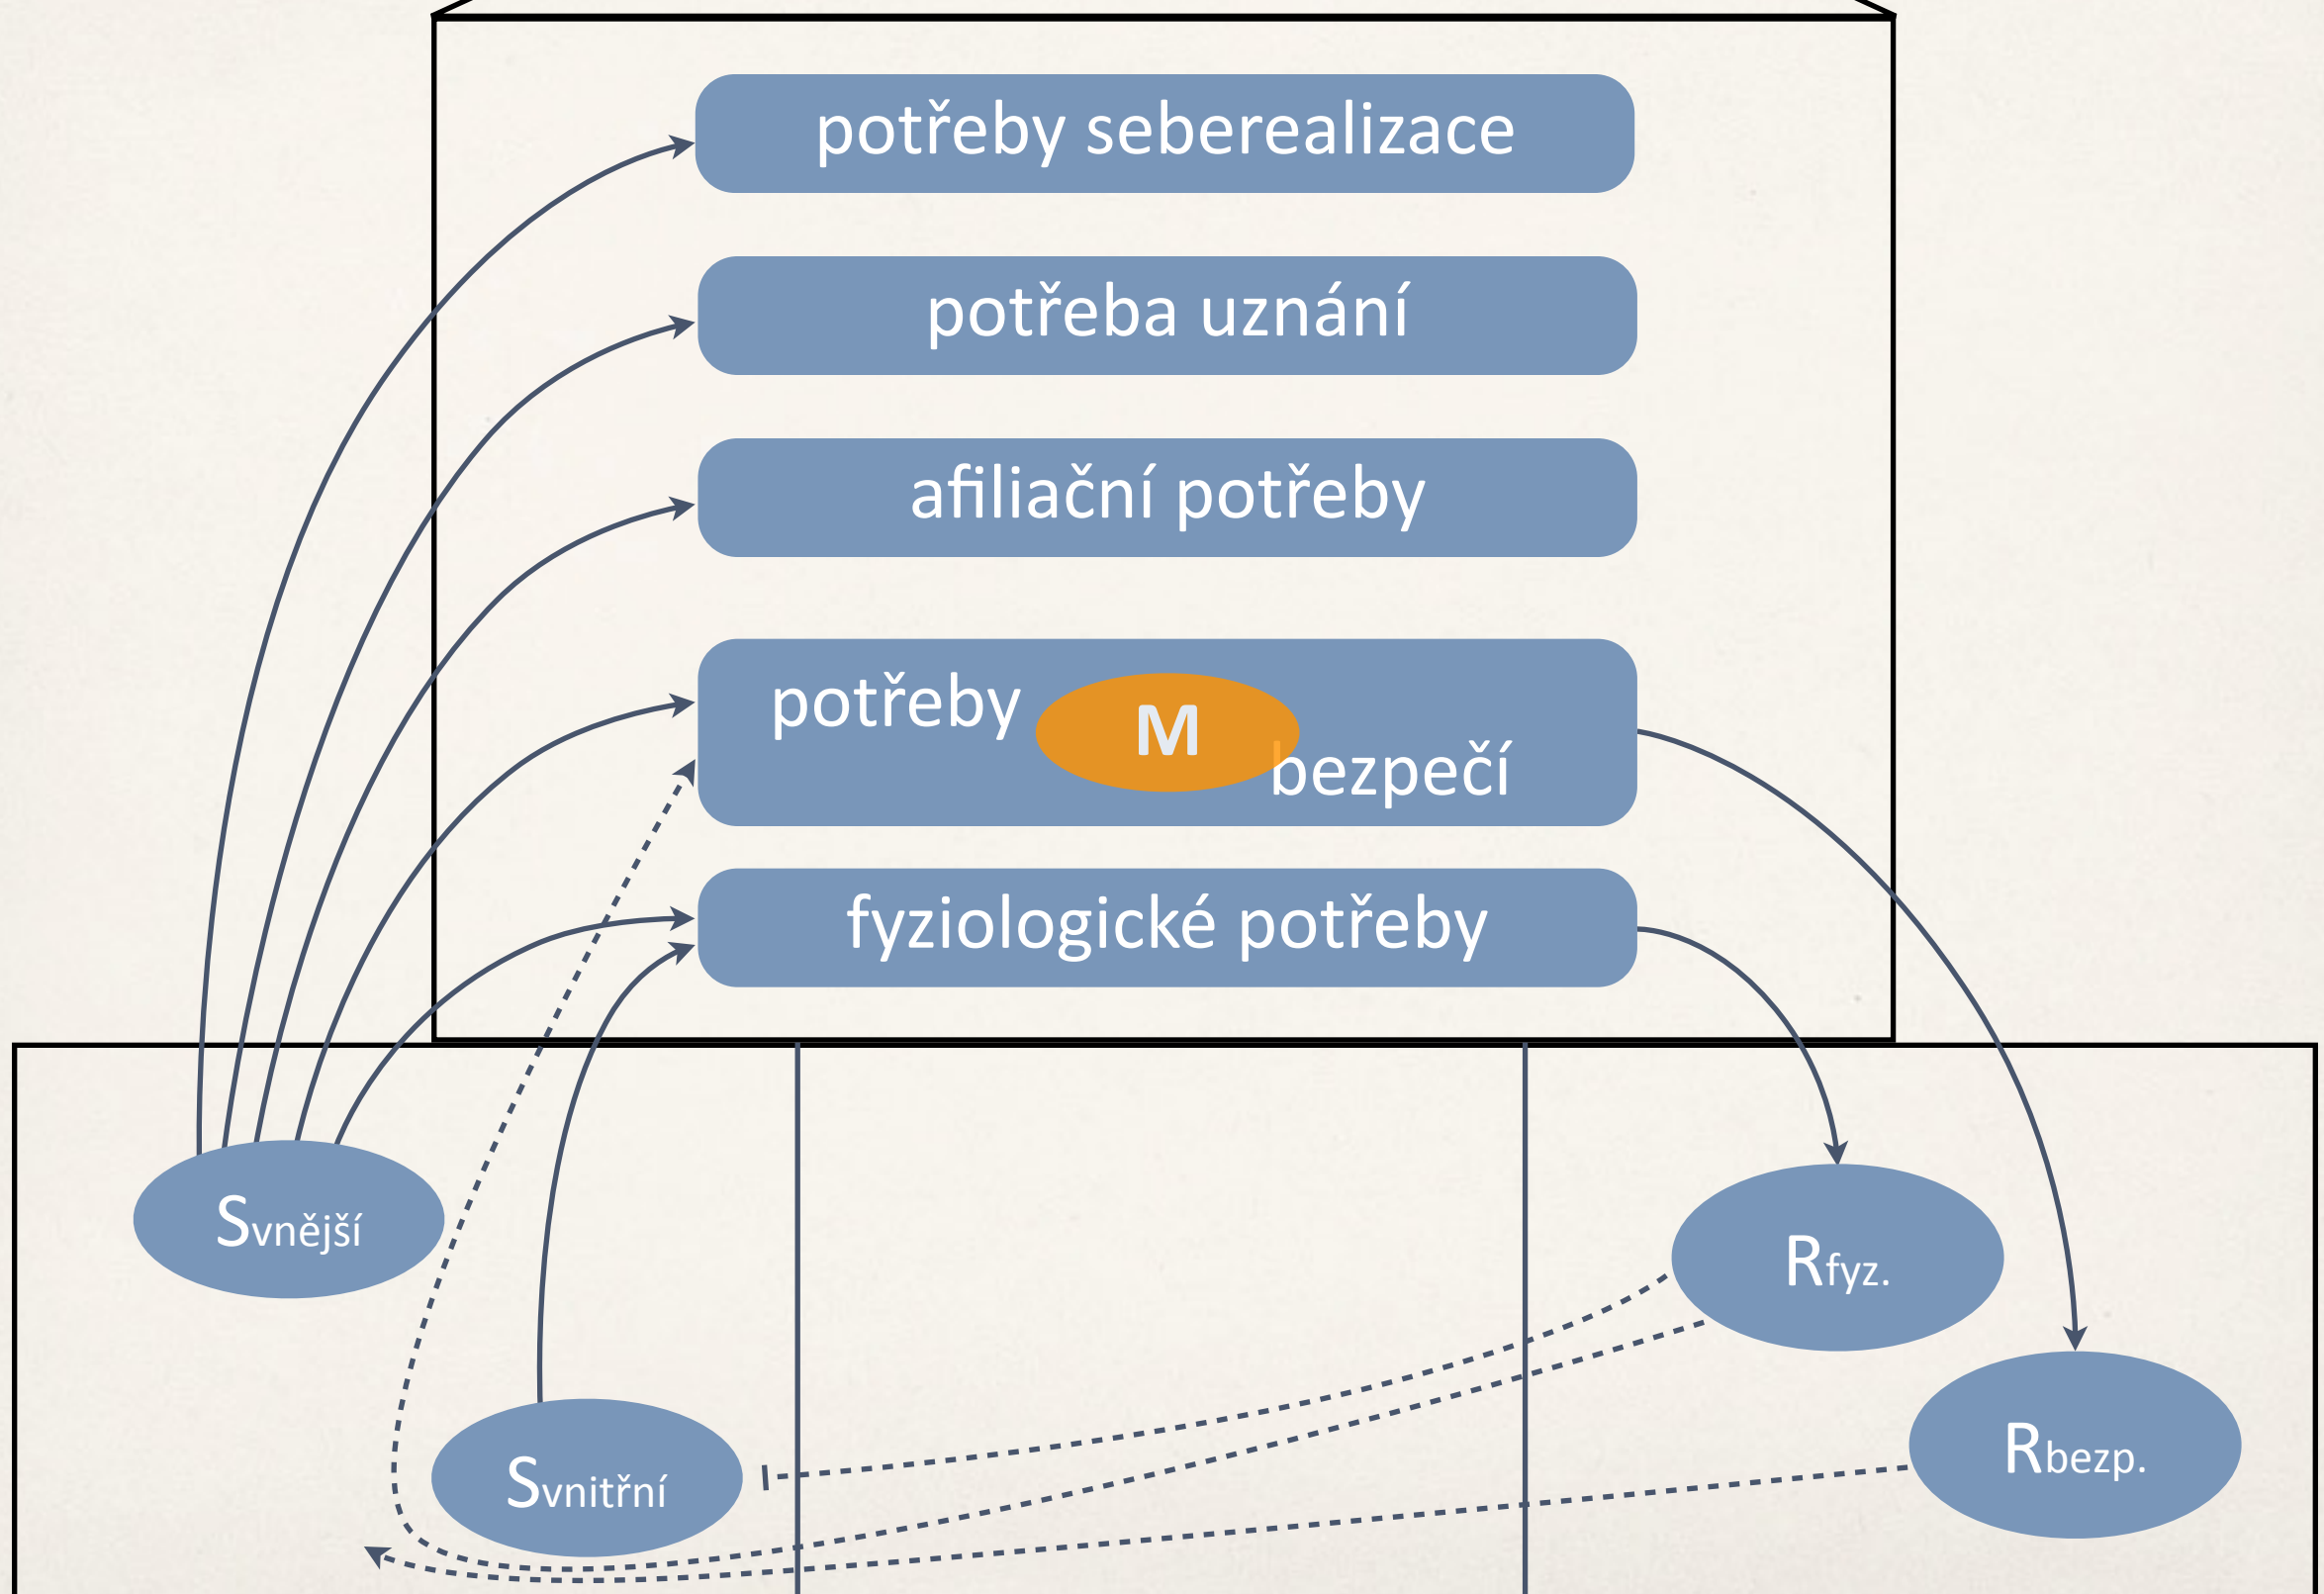 potřeby seberealizace
potřeba uznání
afiliační potřeby
potřeby
M
bezpečí
fyziologické potřeby
Svnější
Rfyz.
Rbezp.
Svnitřní